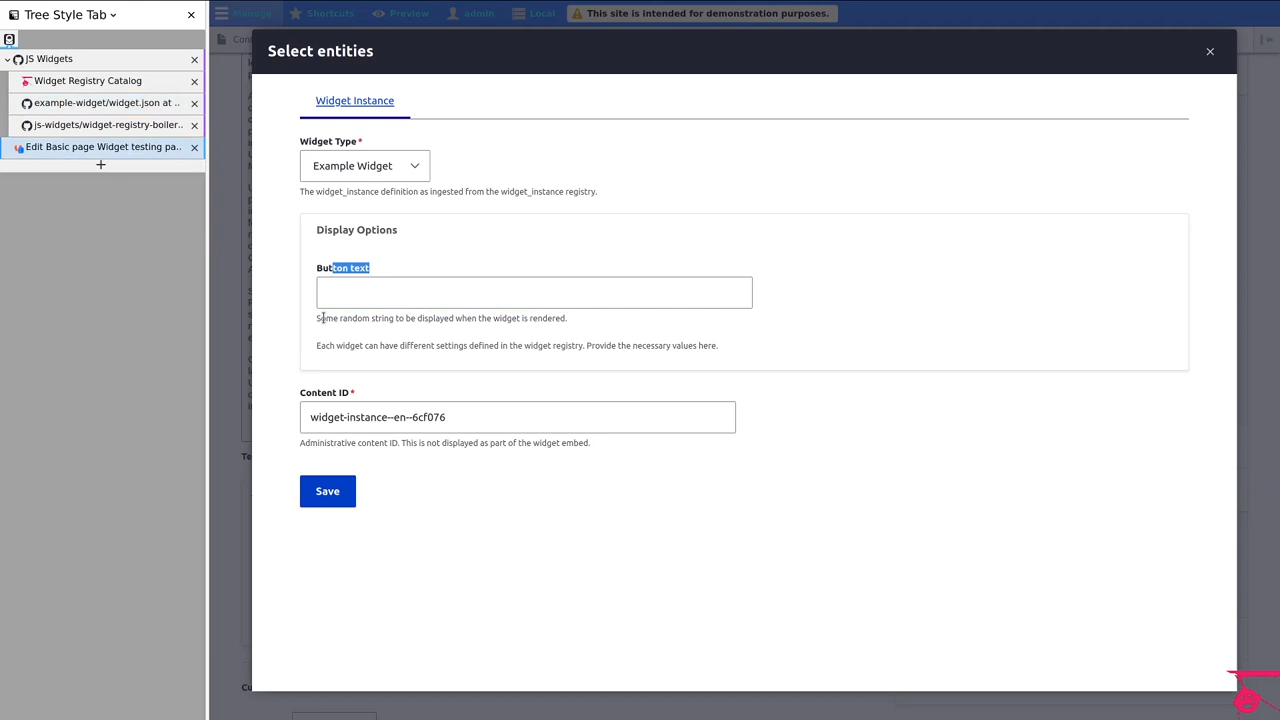 Tree Style Tab
JS Widgets
Widget Registry Catalog
example-widget/widget.json at ..
js-widgets/widget-registry-boiler..
Edit Basic page Widget testing pa..
Manage
Shortcuts
Preview
admin
Local
This site is intended for demonstration purposes.
Select entities
Widget Instance
Widget Type*
Example Widget
The widget_instance definition as ingested from the widget_instance registry.
Display Options
Button text
Some random string to be displayed when the widget is rendered.
Each widget can have different settings defined in the widget registry. Provide the necessary values here.
Content ID*
widget-instance--en--6cf076
Administrative content ID. This is not displayed as part of the widget embed.
Save